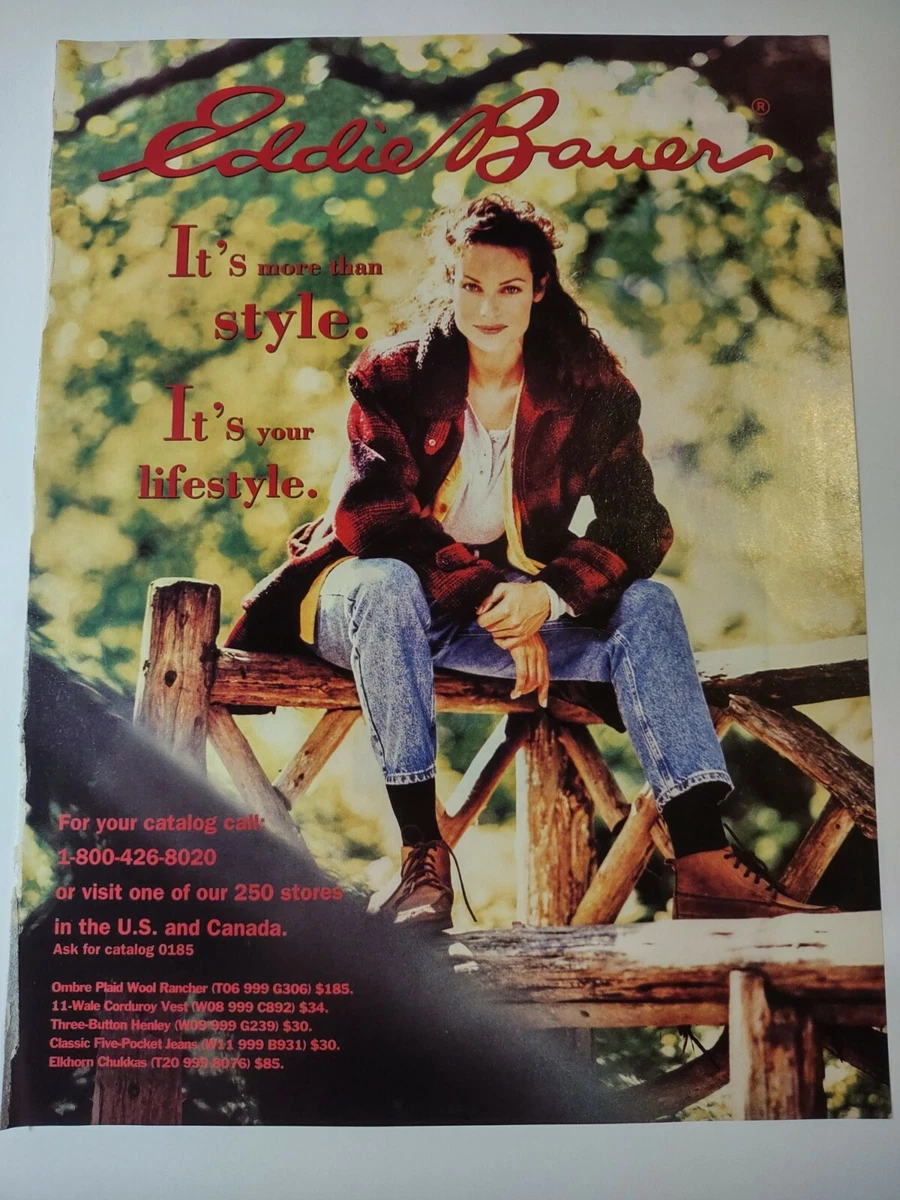 Eddie Bauer®
It's more than
style.
It's your
lifestyle.
For your catalog call:
1-800-426-8020
or visit one of our 250 stores
in the U.S. and Canada.
Ask for catalog 0185
Ombre Plaid Wool Rancher (T06 999 G306) $185.
11-Wale Corduroy Vest (W08 999 C892) $34.
Three-Button Henley (W09 999 G239) $30.
Classic Five-Pocket Jeans (W11 999 B931) $30.
Elkhorn Chukkas (T20 999 8076) $85.